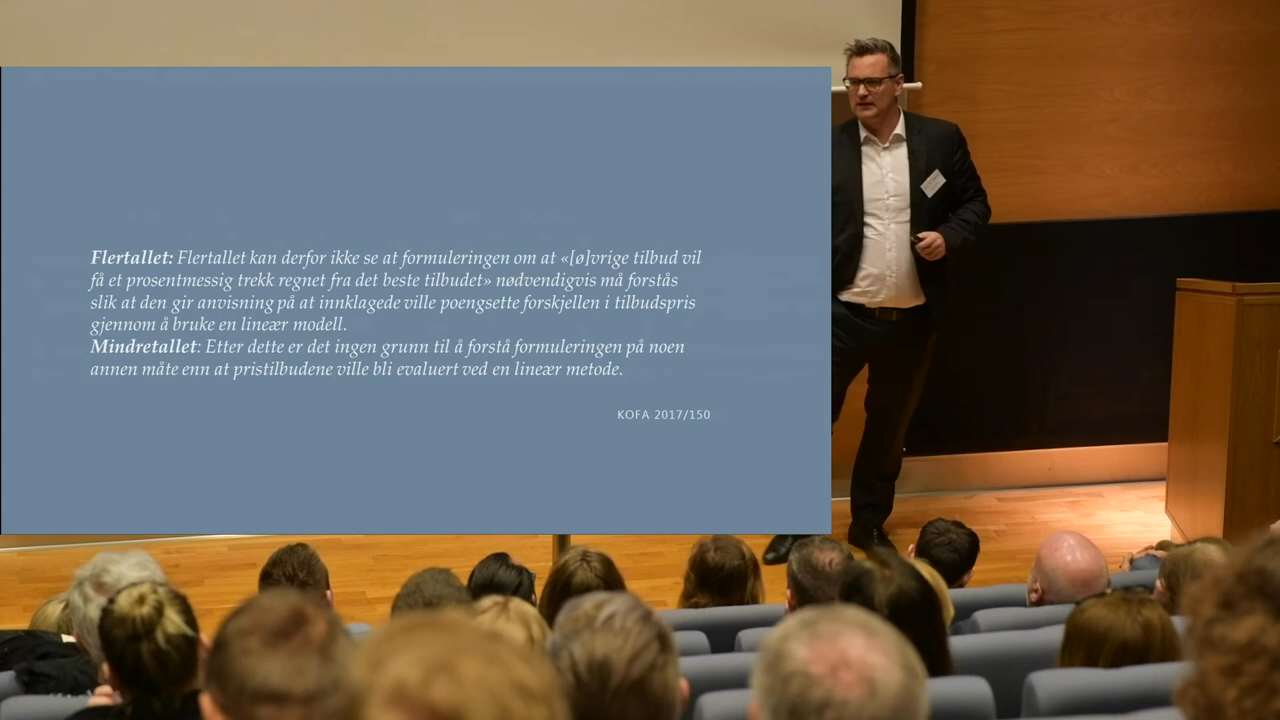 Flertallet: Flertallet kan derfor ikke se at formuleringen om at «[ø]vrige tilbud vil
få et prosentmessig trekk regnet fra det beste tilbudet» nødvendigvis må forstås
slik at den gir anvisning på at innklagede ville poengsette forskjellen i tilbudspris
gjennom å bruke en lineær modell.
Mindretallet: Etter dette er det ingen grunn til å forstå formuleringen på noen
annen måte enn at pristilbudene ville bli evaluert ved en lineær metode.
KOFA 2017/150